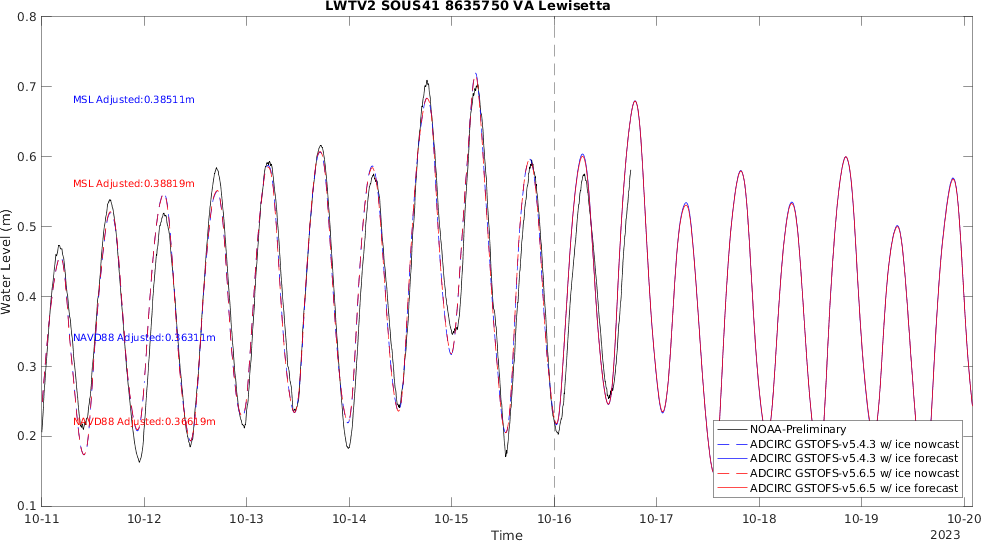 LWTV2 SOUS41 8635750 VA Lewisetta
0.8
0.7
0.6
0.5
0.4
0.3
0.2
0.1
Water Level (m)
MSL Adjusted:0.38511m
MSL Adjusted:0.38819m
NAVD88 Adjusted:0.36311m
NAVD88 Adjusted:0.36619m
NOAA-Preliminary
ADCIRC GSTOFS-v5.4.3 w/ ice nowcast
ADCIRC GSTOFS-v5.4.3 w/ ice forecast
ADCIRC GSTOFS-v5.6.5 w/ ice nowcast
ADCIRC GSTOFS-v5.6.5 w/ ice forecast
10-11 10-12 10-13 10-14 10-15 10-16 10-17 10-18 10-19 10-20
Time
2023